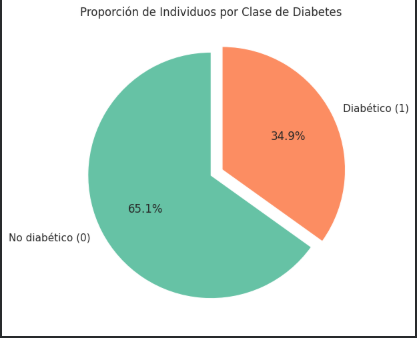 Proporción de Individuos por Clase de Diabetes
Diabético (1)
34.9%
65.1%
No diabético (0)